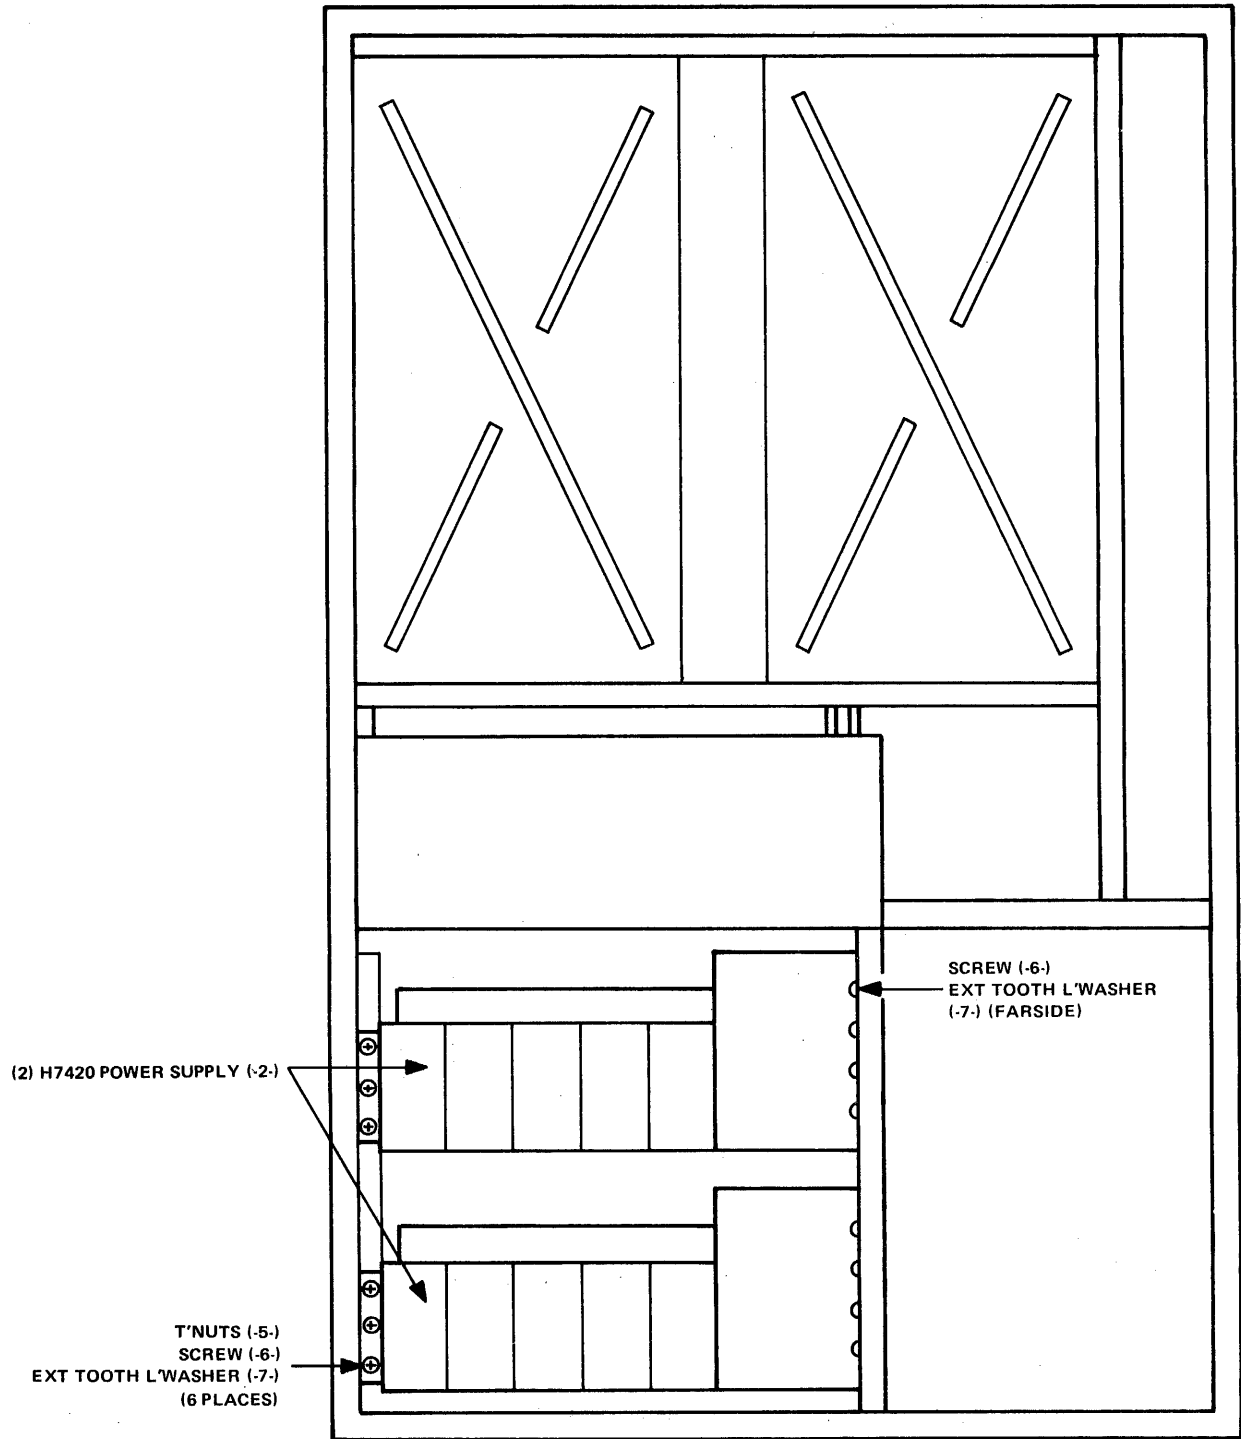 SCREW (-6-)
EXT TOOTH L'WASHER
(-7-) (FARSIDE)
(2) H7420 POWER SUPPLY (-2-)
T'NUTS (-5-)
SCREW (-6-)
EXT TOOTH L'WASHER (-7-)
(6 PLACES)